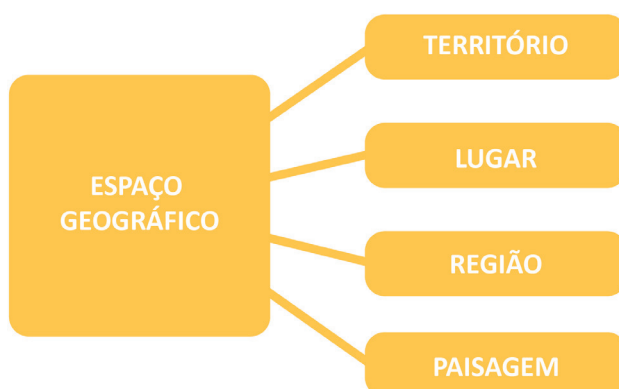 TERRITÓRIO
ESPAÇO
GEOGRÁFICO
LUGAR
REGIÃO
PAISAGEM